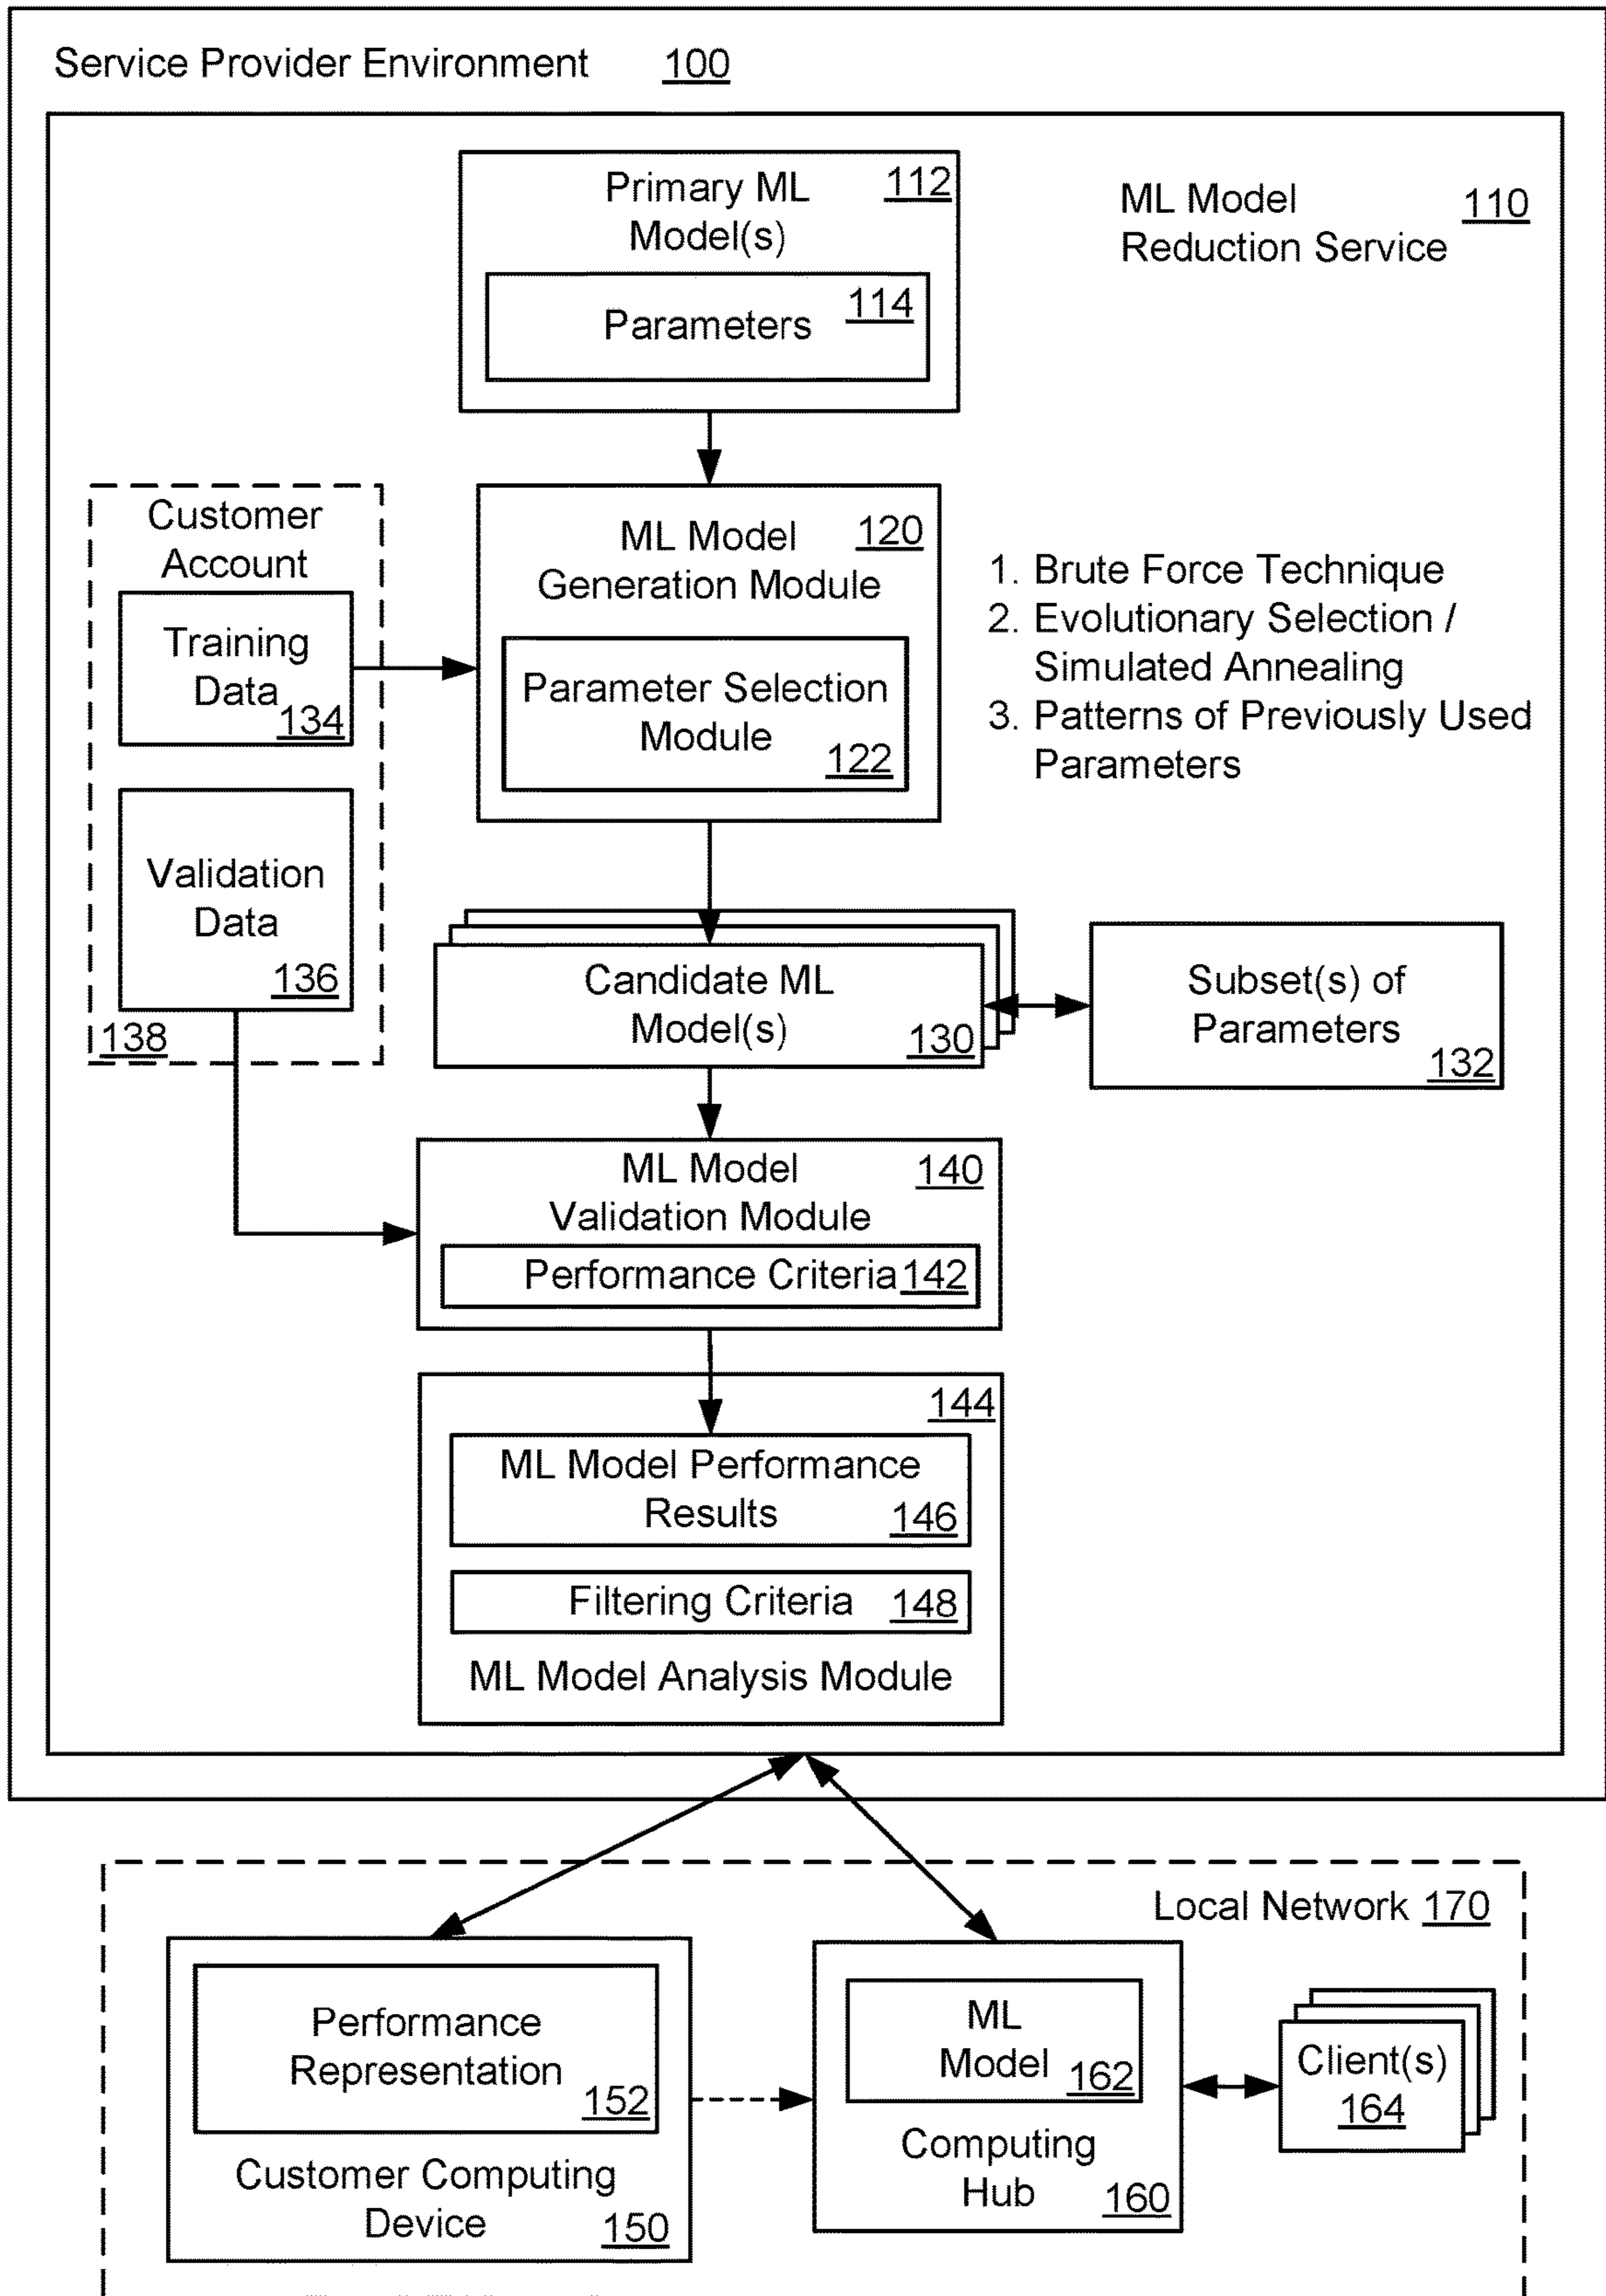 Service Provider Environment 100
Primary ML 112
Model(s)
Parameters 114
ML Model 110
Reduction Service
Customer
Account
Training
Data 134
Validation
Data
136
138
ML Model 120
Generation Module
Parameter Selection
Module 122
1. Brute Force Technique
2. Evolutionary Selection /
Simulated Annealing
3. Patterns of Previously Used
Parameters
Candidate ML
Model(s) 130
Subset(s) of
Parameters
132
ML Model 140
Validation Module
Performance Criteria 142
144
ML Model Performance
Results 146
Filtering Criteria 148
ML Model Analysis Module
Local Network 170
Performance
Representation
152
Customer Computing
Device 150
ML
Model 162
Computing
Hub 160
Client(s)
164